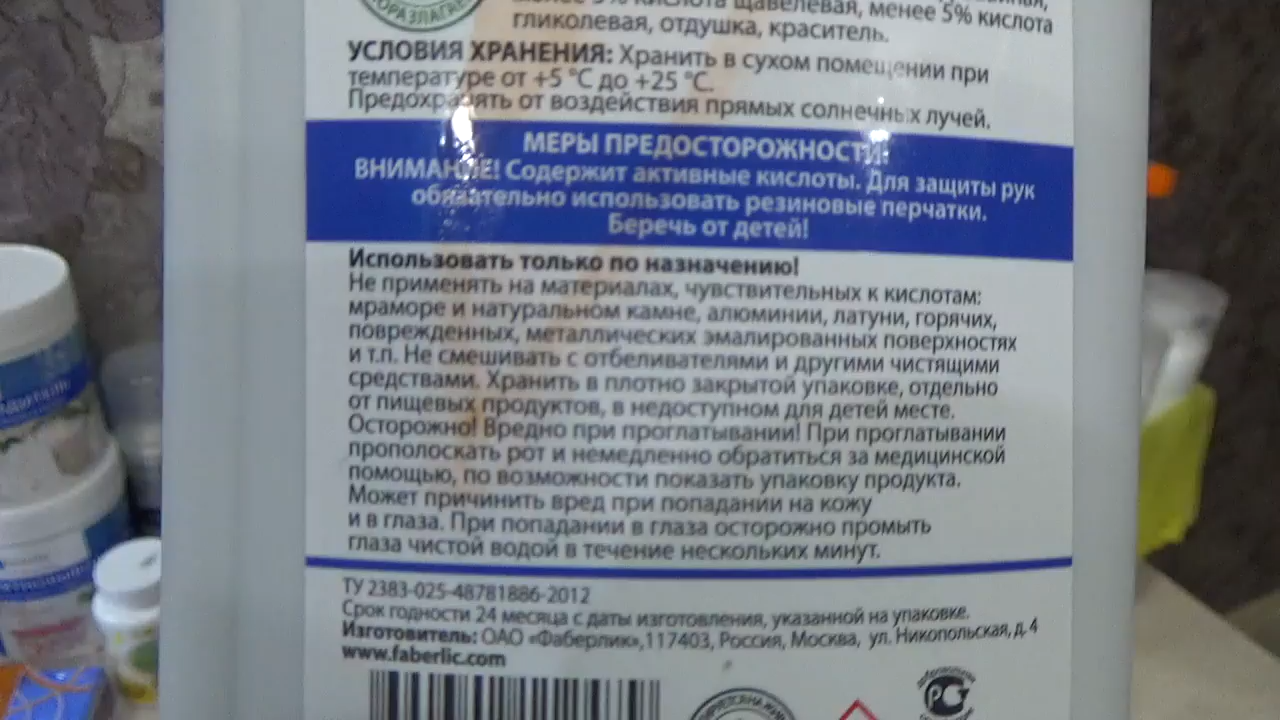 менее 5% кислота щавелевая, менее 5% кислота
гликолевая, отдушка, краситель.
УСЛОВИЯ ХРАНЕНИЯ: Хранить в сухом помещении при
температуре от +5 °C до +25 °C.
Предохранять от воздействия прямых солнечных лучей.
МЕРЫ ПРЕДОСТОРОЖНОСТИ:
ВНИМАНИЕ! Содержит активные кислоты. Для защиты рук
обязательно использовать резиновые перчатки.
Беречь от детей!
Использовать только по назначению!
Не применять на материалах, чувствительных к кислотам:
мраморе и натуральном камне, алюминии, латуни, горячих,
поврежденных, металлических эмалированных поверхностях
и т.п. Не смешивать с отбеливателями и другими чистящими
средствами. Хранить в плотно закрытой упаковке, отдельно
от пищевых продуктов, в недоступном для детей месте.
Осторожно! Вредно при проглатывании! При проглатывании
прополоскать рот и немедленно обратиться за медицинской
помощью, по возможности показать упаковку продукта.
Может причинить вред при попадании на кожу
и в глаза. При попадании в глаза осторожно промыть
глаза чистой водой в течение нескольких минут.
ТУ 2383-025-48781886-2012
Срок годности 24 месяца с даты изготовления, указанной на упаковке.
Изготовитель: ОАО «Фаберлик»,117403, Россия, Москва, ул. Никопольская, д. 4
www.faberlic.com